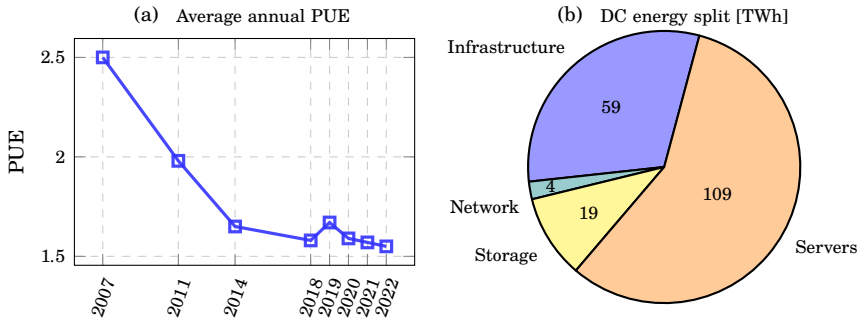 (a) Average annual PUE
PUE
2.5
2
1.5
2007
2011
2014
2018
2019
2020
2021
2022
(b) DC energy split [TWh]
Infrastructure
59
Network
4
Storage
19
109
Servers